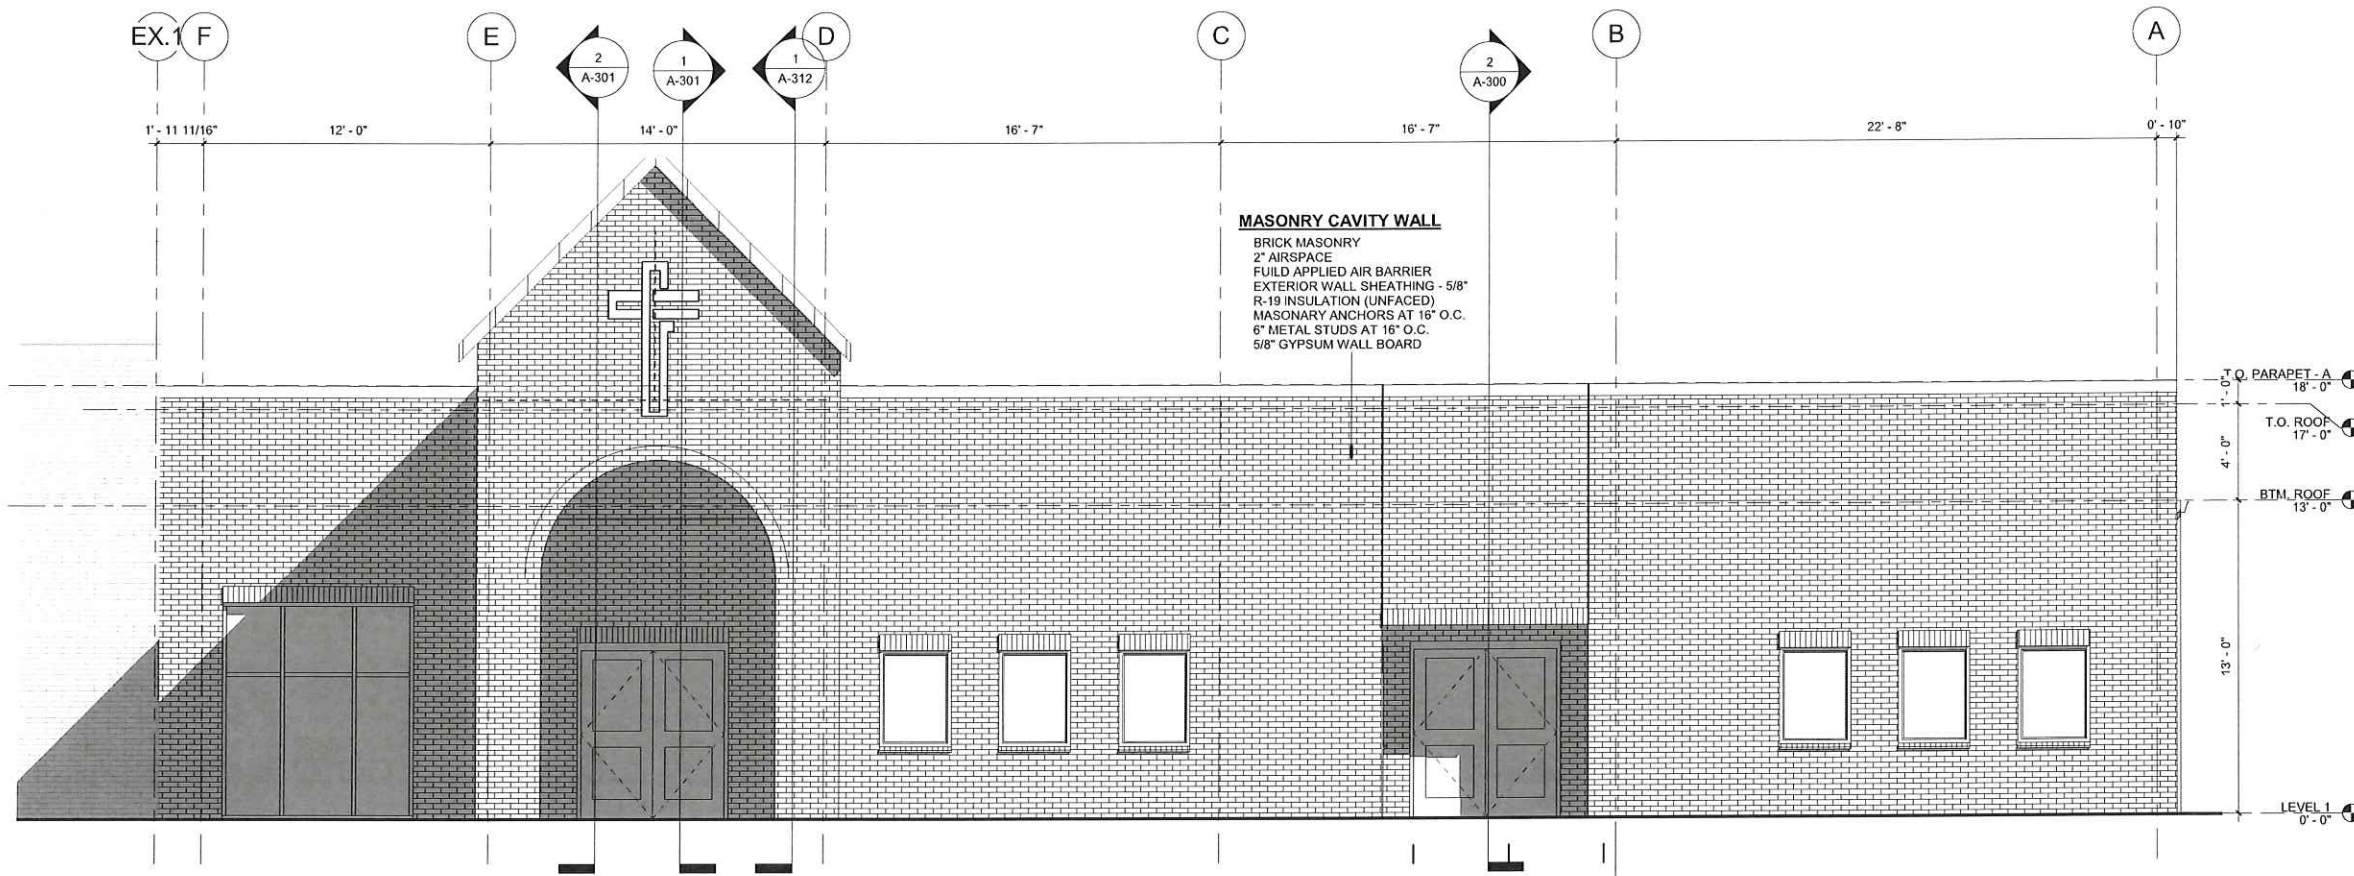 EX.1 F E D C B A
2
A-301
1
A-301
1
A-312
2
A-300
1' - 11 11/16" 12' - 0" 14' - 0" 16' - 7" 16' - 7" 22' - 8" 0' - 10"
MASONRY CAVITY WALL
BRICK MASONRY
2" AIRSPACE
FUILD APPLIED AIR BARRIER
EXTERIOR WALL SHEATHING - 5/8"
R-19 INSULATION (UNFACED)
MASONARY ANCHORS AT 16" O.C.
6" METAL STUDS AT 16" O.C.
5/8" GYPSUM WALL BOARD
T.O. PARAPET - A
18' - 0"
1' - 0"
T.O. ROOF
17' - 0"
4' - 0"
BTM. ROOF
13' - 0"
13' - 0"
LEVEL 1
0' - 0"